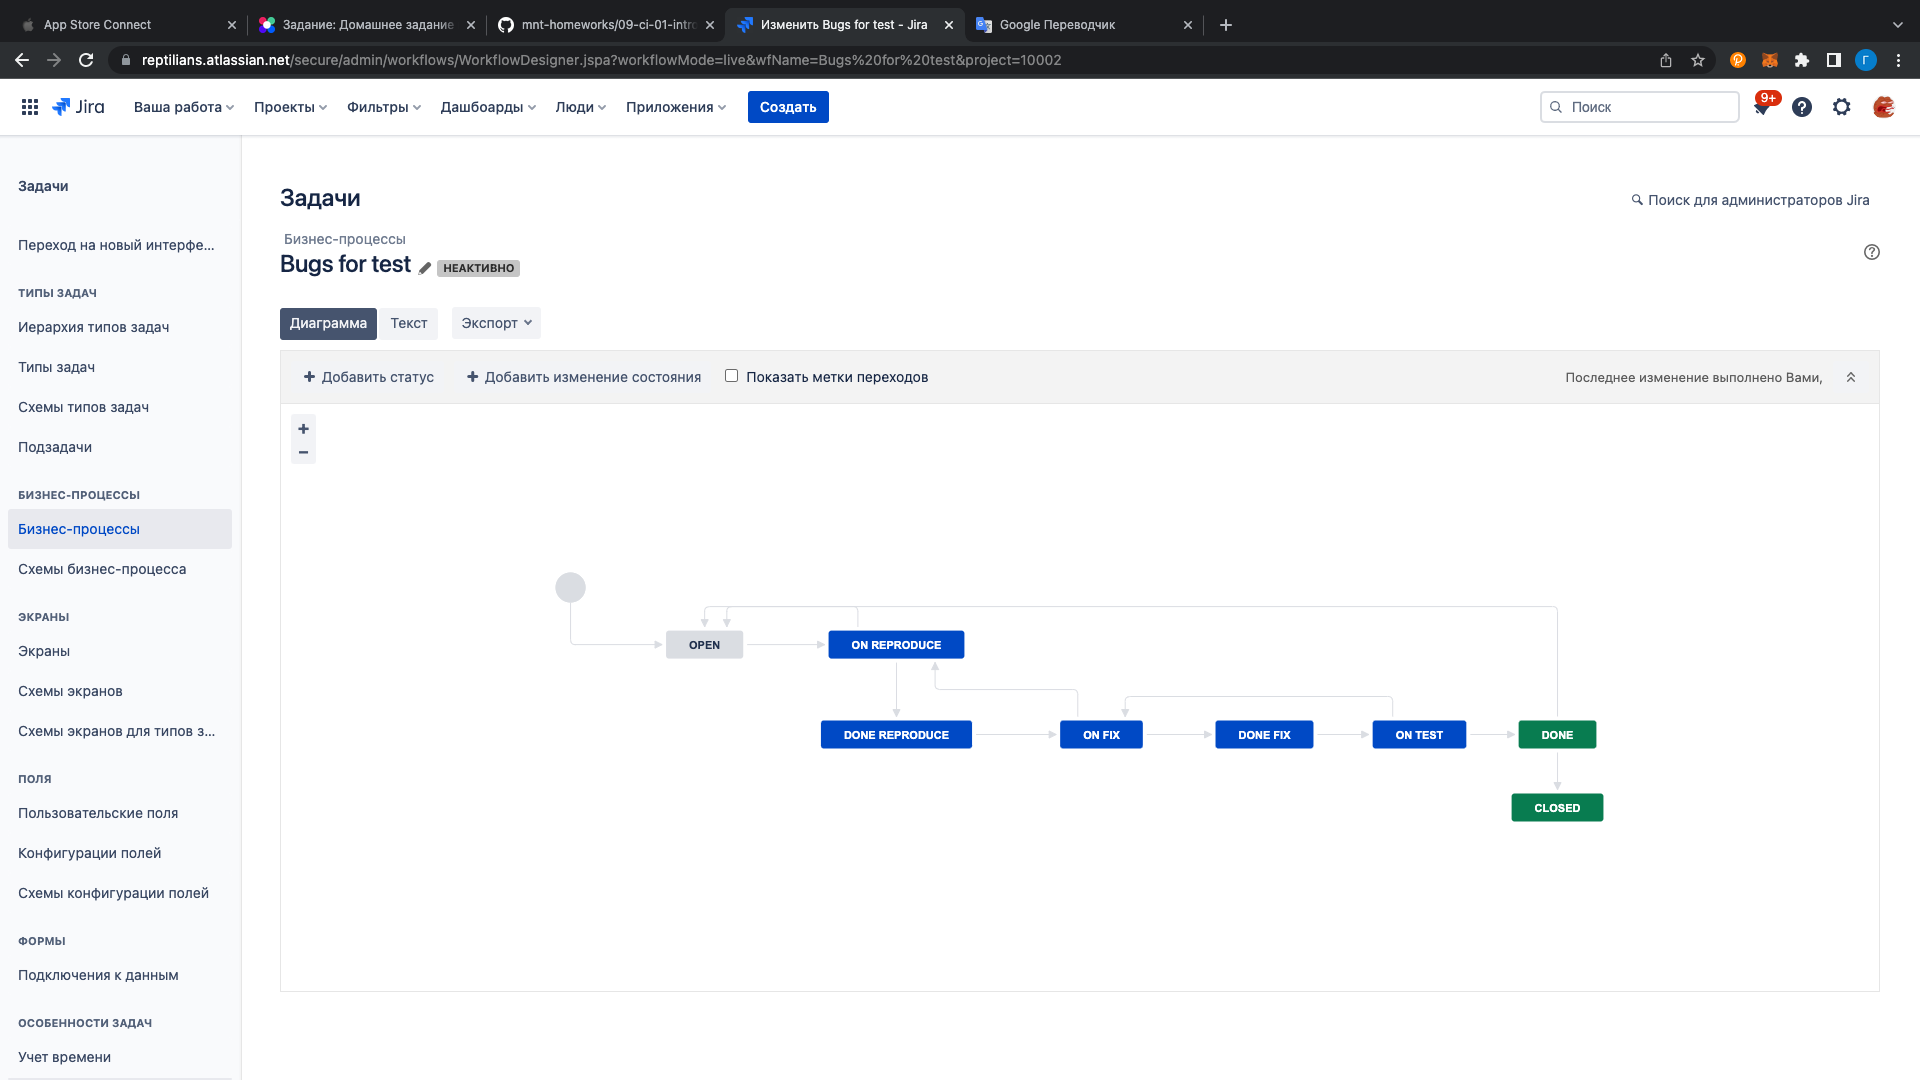 App Store Connect
Задание: Домашнее задание
mnt-homeworks/09-ci-01-intro
Изменить Bugs for test - Jira
Google Переводчик
reptilians.atlassian.net/secure/admin/workflows/WorkflowDesigner.jspa?workflowMode=live&wfName=Bugs%20for%20test&project=10002
Г
Jira
Ваша работа
Проекты
Фильтры
Дашбоарды
Люди
Приложения
Создать
Поиск
9+
Задачи
Переход на новый интерфе...
ТИПЫ ЗАДАЧ
Иерархия типов задач
Типы задач
Схемы типов задач
Подзадачи
БИЗНЕС-ПРОЦЕССЫ
Бизнес-процессы
Схемы бизнес-процесса
ЭКРАНЫ
Экраны
Схемы экранов
Схемы экранов для типов з...
ПОЛЯ
Пользовательские поля
Конфигурации полей
Схемы конфигурации полей
ФОРМЫ
Подключения к данным
ОСОБЕННОСТИ ЗАДАЧ
Учет времени
Задачи
Поиск для администраторов Jira
Бизнес-процессы
Bugs for test НЕАКТИВНО
Диаграмма
Текст
Экспорт
+ Добавить статус
+ Добавить изменение состояния
Показать метки переходов
Последнее изменение выполнено Вами,
+
−
OPEN
ON REPRODUCE
DONE REPRODUCE
ON FIX
DONE FIX
ON TEST
DONE
CLOSED